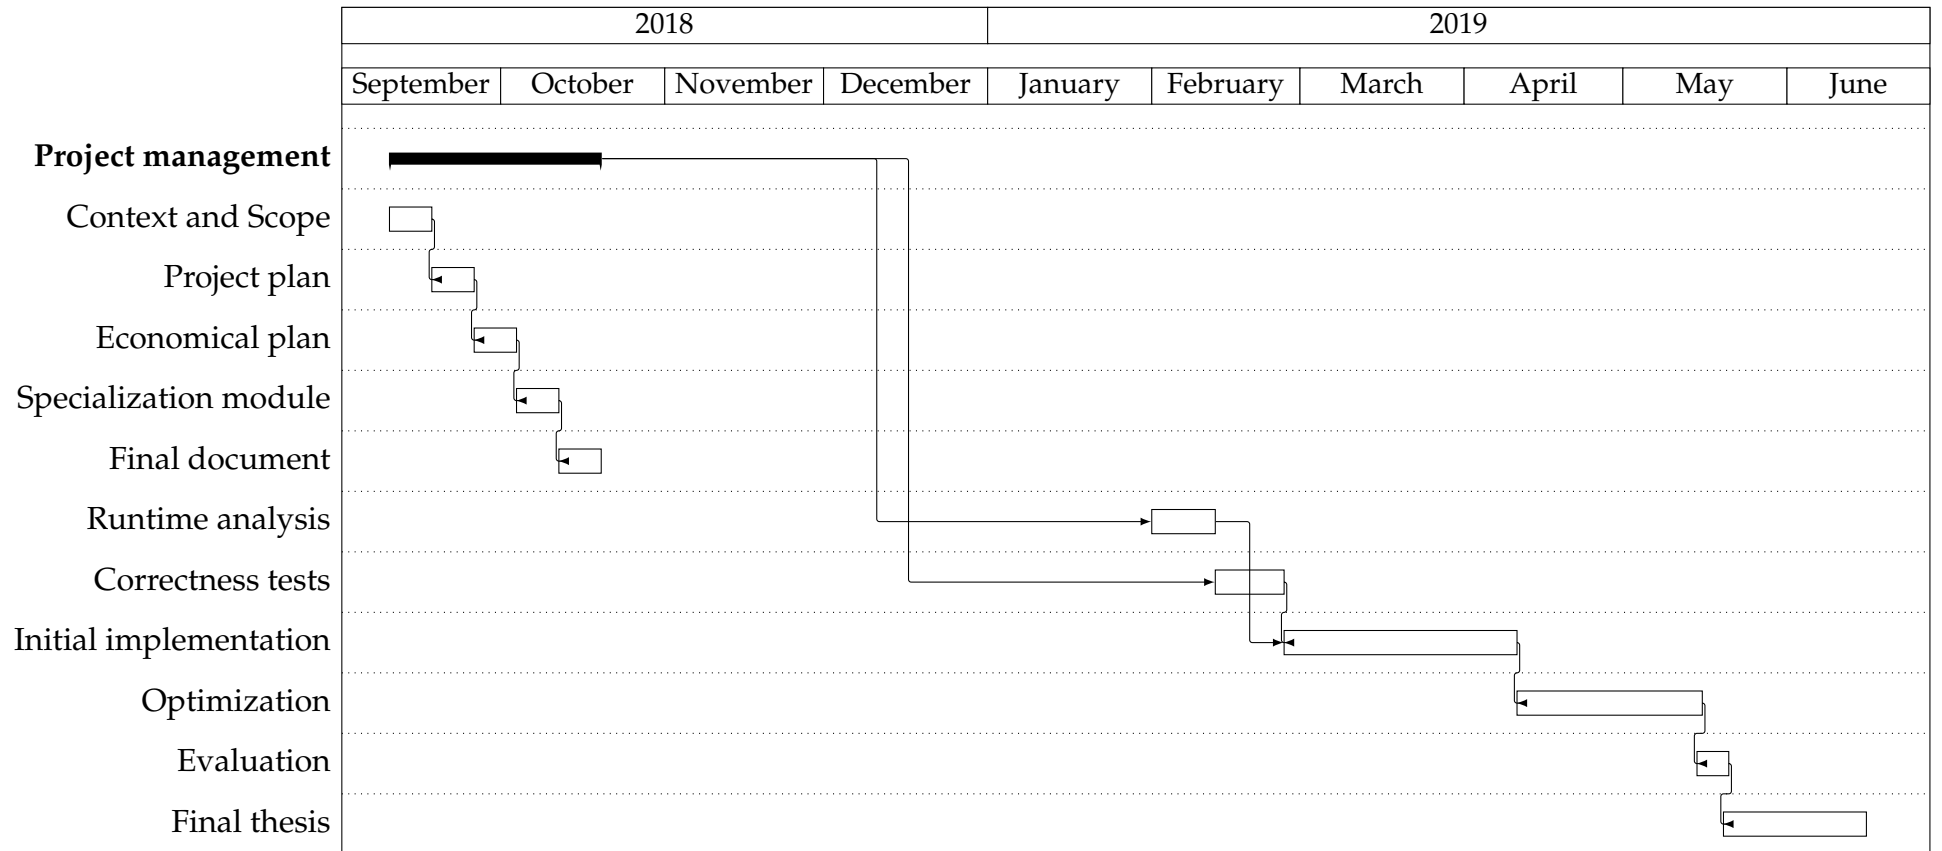 2018 2019
September October November December January February March April May June
Project management
Context and Scope
Project plan
Economical plan
Specialization module
Final document
Runtime analysis
Correctness tests
Initial implementation
Optimization
Evaluation
Final thesis